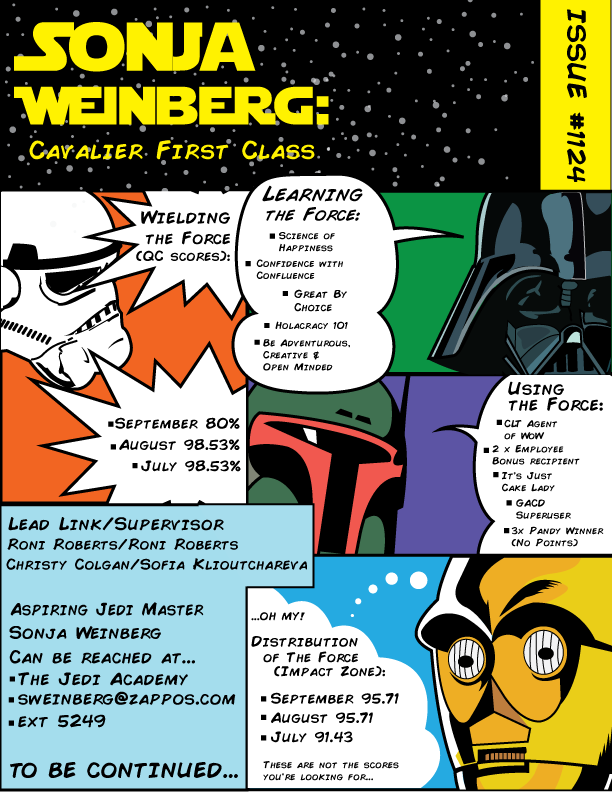 SONJA
WEINBERG:
CAVALIER FIRST CLASS
ISSUE #1124
WIELDING
THE FORCE
(QC SCORES):
SEPTEMBER 80%
AUGUST 98.53%
JULY 98.53%
LEARNING
THE FORCE:
SCIENCE OF
HAPPINESS
CONFIDENCE WITH
CONFLUENCE
GREAT BY
CHOICE
HOLACRACY 101
BE ADVENTUROUS,
CREATIVE &
OPEN MINDED
USING
THE FORCE:
CLT AGENT
OF WOW
2 X EMPLOYEE
BONUS RECIPIENT
IT'S JUST
CAKE LADY
GACD
SUPERUSER
3X PANDY WINNER
(NO POINTS)
LEAD LINK/SUPERVISOR
RONI ROBERTS/RONI ROBERTS
CHRISTY COLGAN/SOFIA KLIOUTCHAREVA
ASPIRING JEDI MASTER
SONJA WEINBERG
CAN BE REACHED AT...
THE JEDI ACADEMY
SWEINBERG@ZAPPOS.COM
EXT 5249
TO BE CONTINUED...
...OH MY!
DISTRIBUTION
OF THE FORCE
(IMPACT ZONE):
SEPTEMBER 95.71
AUGUST 95.71
JULY 91.43
THESE ARE NOT THE SCORES
YOU'RE LOOKING FOR...